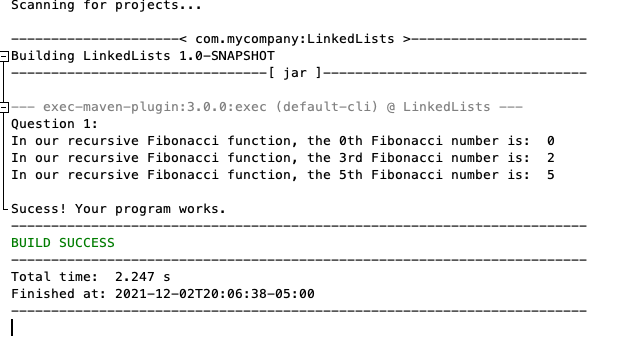 Scanning for projects...
---------------------< com.mycompany:LinkedLists >----------------------
Building LinkedLists 1.0-SNAPSHOT
--------------------------------[ jar ]---------------------------------
--- exec-maven-plugin:3.0.0:exec (default-cli) @ LinkedLists ---
Question 1:
In our recursive Fibonacci function, the 0th Fibonacci number is:  0
In our recursive Fibonacci function, the 3rd Fibonacci number is:  2
In our recursive Fibonacci function, the 5th Fibonacci number is:  5
Sucess! Your program works.
------------------------------------------------------------------------
BUILD SUCCESS
------------------------------------------------------------------------
Total time:  2.247 s
Finished at: 2021-12-02T20:06:38-05:00
------------------------------------------------------------------------